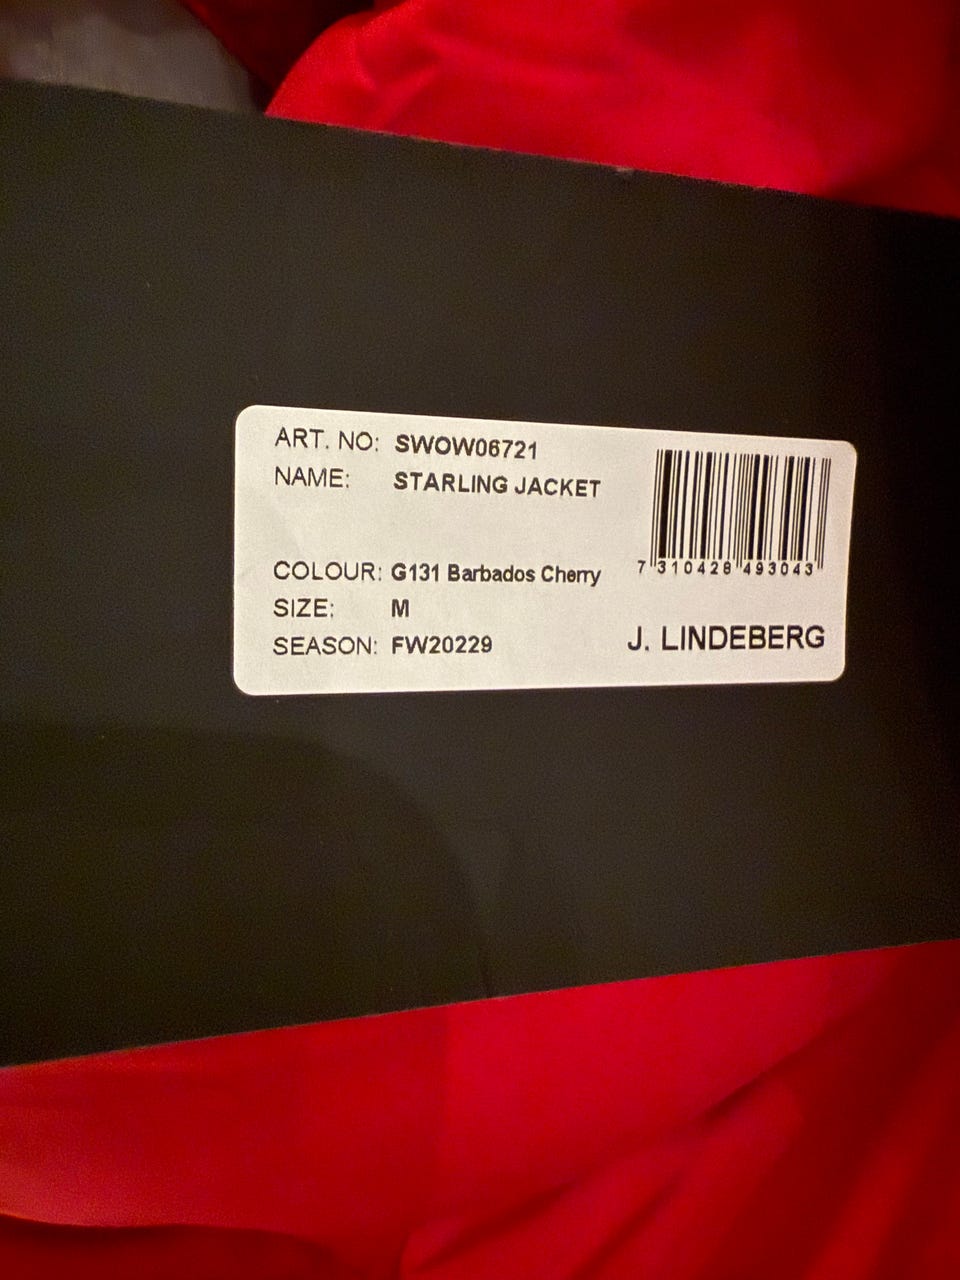 ART. NO: SWOW06721
NAME: STARLING JACKET
COLOUR: G131 Barbados Cherry
SIZE: M
SEASON: FW20229
7 310428 493043
J. LINDEBERG